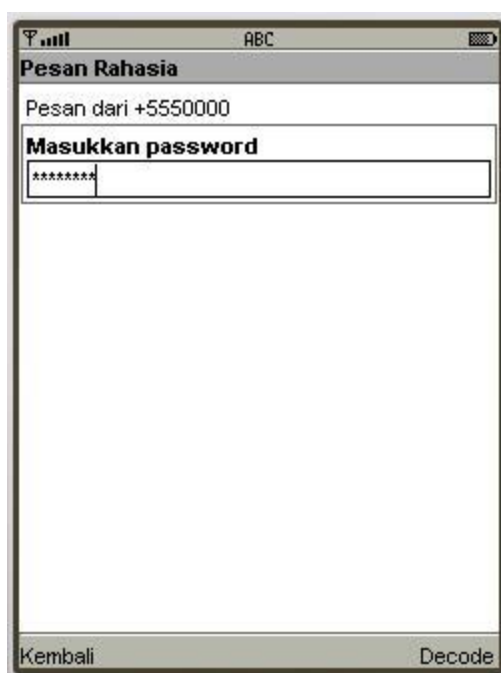 ABC
Pesan Rahasia
Pesan dari +5550000
Masukkan password
********
Kembali Decode